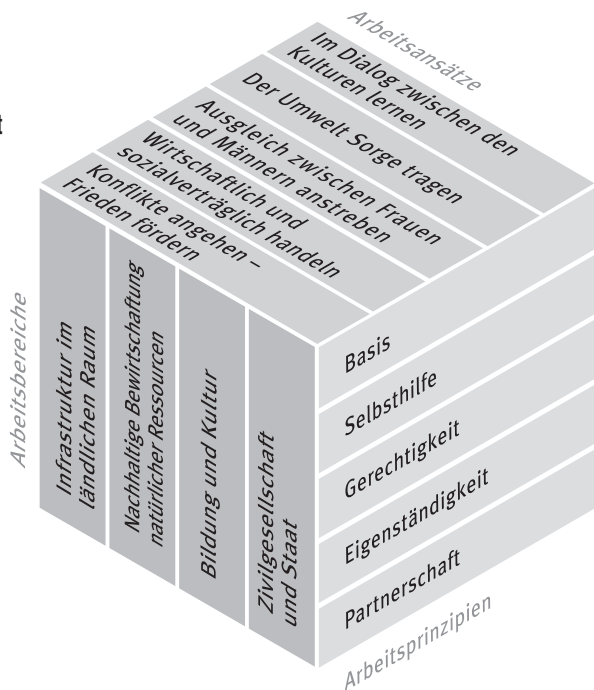 Arbeitsansätze
Im Dialog zwischen den
Kulturen lernen
Der Umwelt Sorge tragen
Ausgleich zwischen Frauen
und Männern anstreben
Wirtschaftlich und
sozialverträglich handeln
Konflikte angehen –
Frieden fördern
Arbeitsbereiche
Infrastruktur im
ländlichen Raum
Nachhaltige Bewirtschaftung
natürlicher Ressourcen
Bildung und Kultur
Zivilgesellschaft
und Staat
Basis
Selbsthilfe
Gerechtigkeit
Eigenständigkeit
Partnerschaft
Arbeitsprinzipien